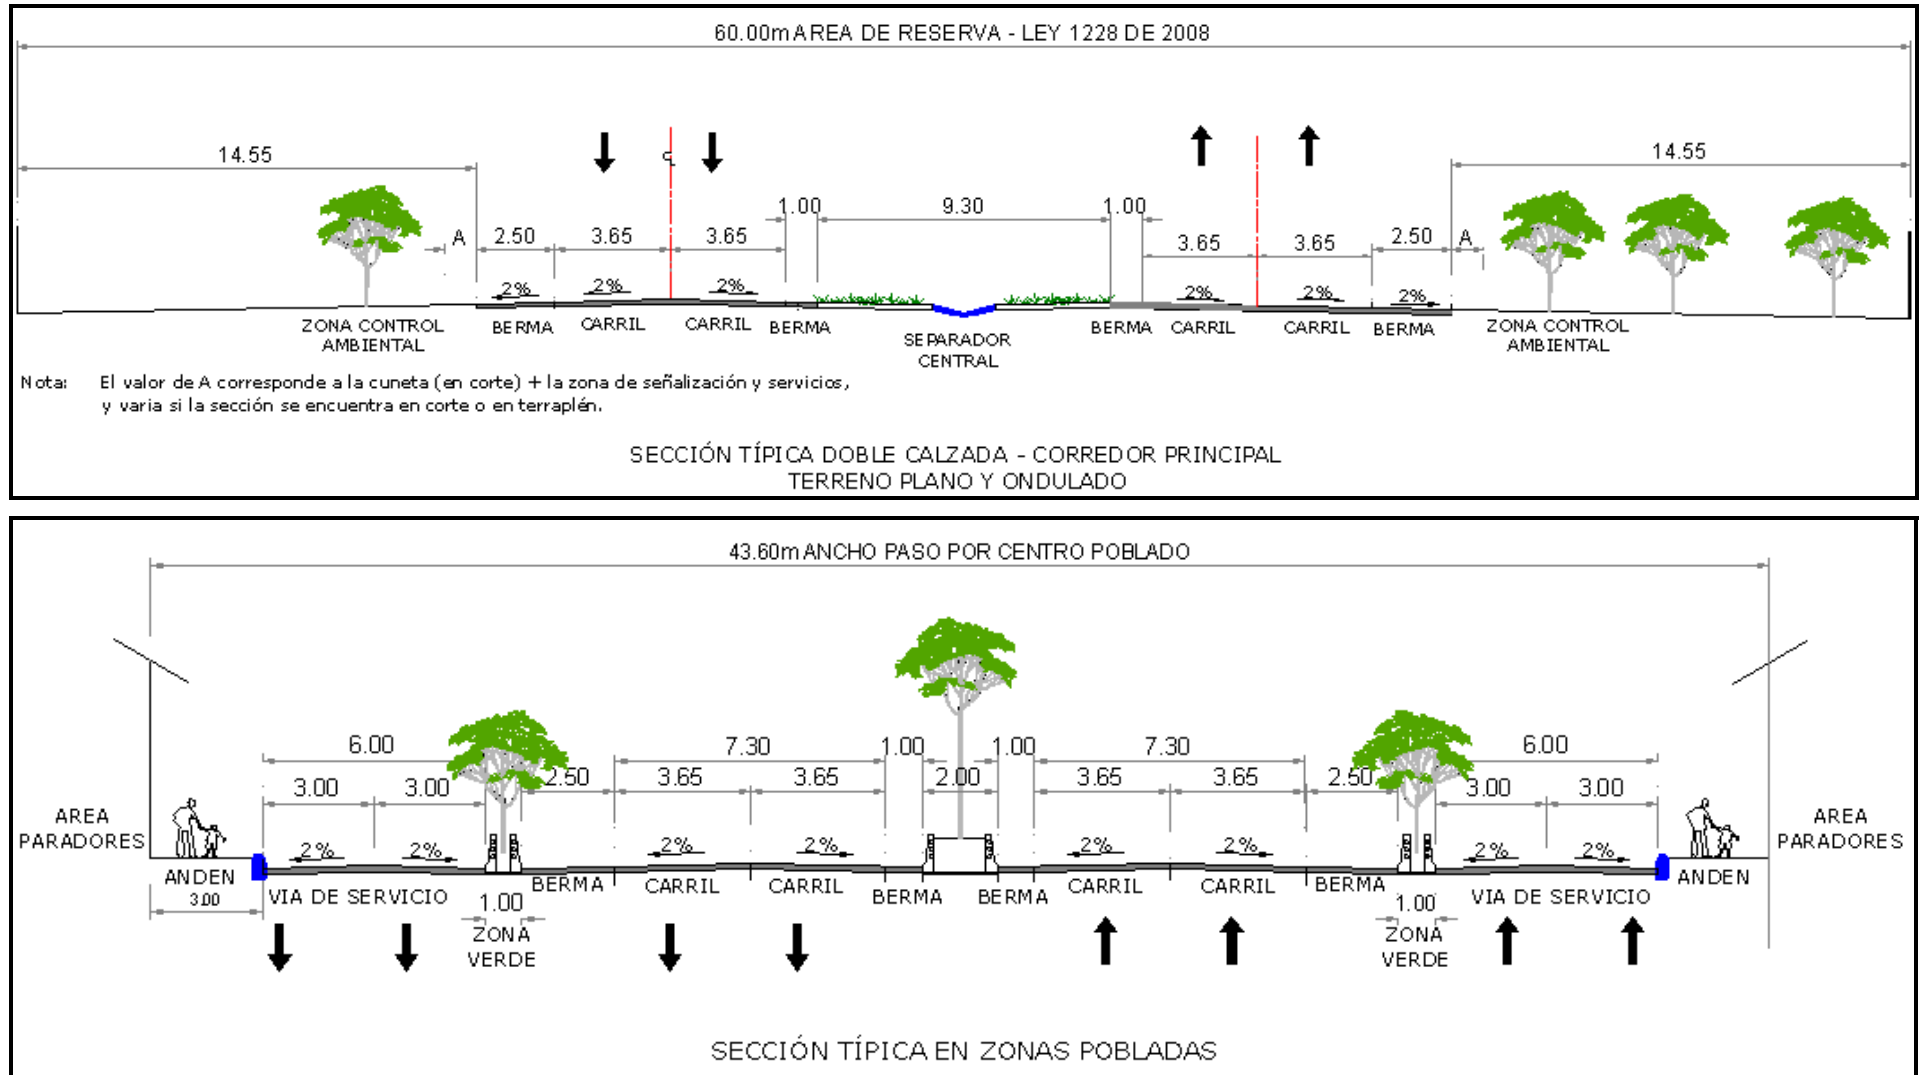 60.00m AREA DE RESERVA - LEY 1228 DE 2008
14.55
14.55
1.00 9.30 1.00
A 2.50 3.65 3.65
3.65 3.65 2.50 A
2% 2% 2% 2% 2% 2%
BERMA CARRIL CARRIL BERMA
BERMA CARRIL CARRIL BERMA
ZONA CONTROL
AMBIENTAL
SEPARADOR
CENTRAL
ZONA CONTROL
AMBIENTAL
Nota: El valor de A corresponde a la cuneta (en corte) + la zona de señalización y servicios,
y varia si la sección se encuentra en corte o en terraplén.
SECCIÓN TÍPICA DOBLE CALZADA - CORREDOR PRINCIPAL
TERRENO PLANO Y ONDULADO
43.60m ANCHO PASO POR CENTRO POBLADO
6.00 7.30 1.00 1.00 7.30 6.00
3.00 3.00 2.50 3.65 3.65 2.00 3.65 3.65 2.50 3.00 3.00
AREA
PARADORES
AREA
PARADORES
2% 2% 2% 2% 2% 2% 2% 2%
ANDEN
3.00
VIA DE SERVICIO
1.00
ZONA
VERDE
BERMA CARRIL CARRIL BERMA
BERMA CARRIL CARRIL BERMA
1.00
ZONA
VERDE
VIA DE SERVICIO
ANDEN
SECCIÓN TÍPICA EN ZONAS POBLADAS